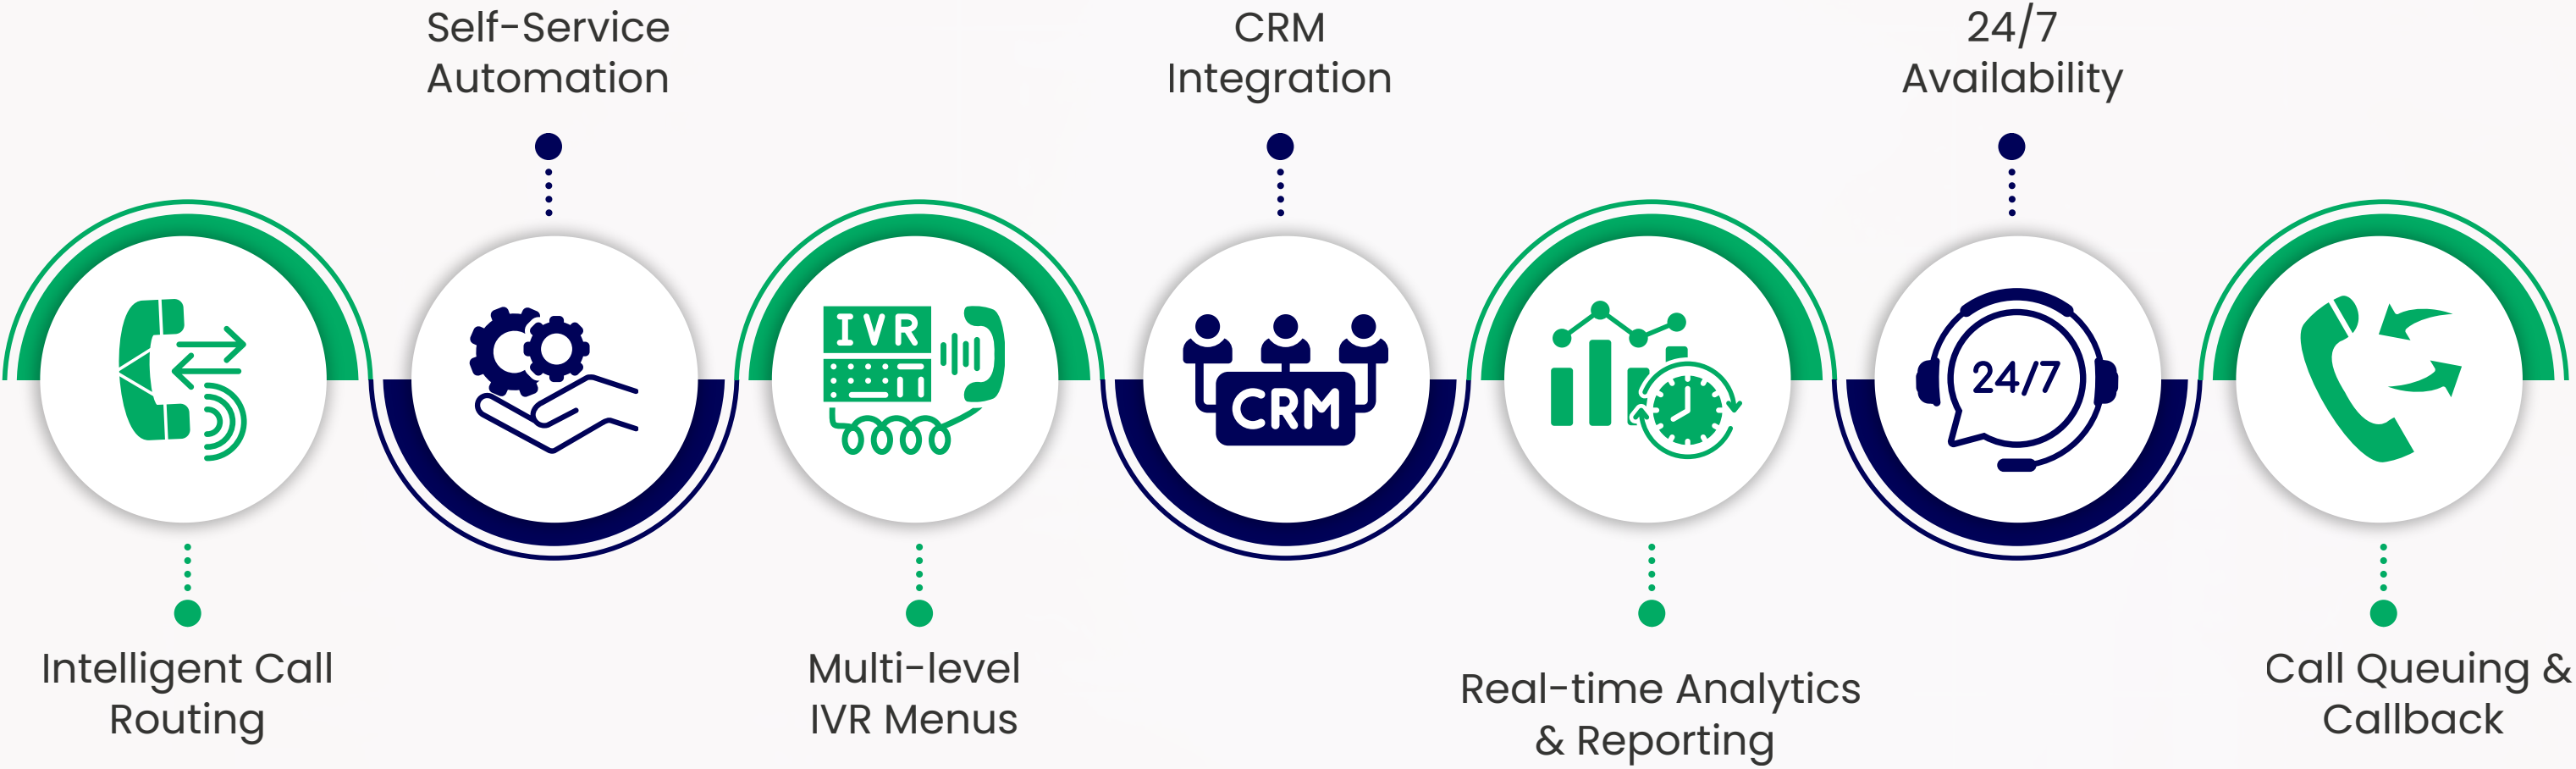 Self-Service
Automation
CRM
Integration
24/7
Availability
IVR
CRM
24/7
Intelligent Call
Routing
Multi-level
IVR Menus
Real-time Analytics
& Reporting
Call Queuing &
Callback